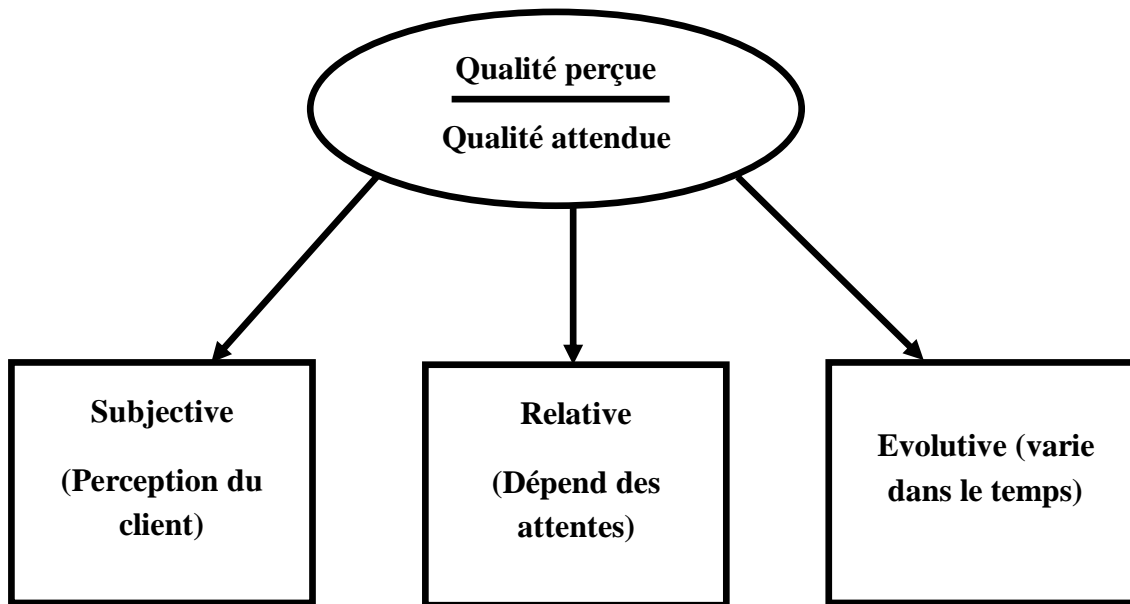 Qualité perçue
Qualité attendue
Subjective
(Perception du
client)
Relative
(Dépend des
attentes)
Evolutive (varie
dans le temps)